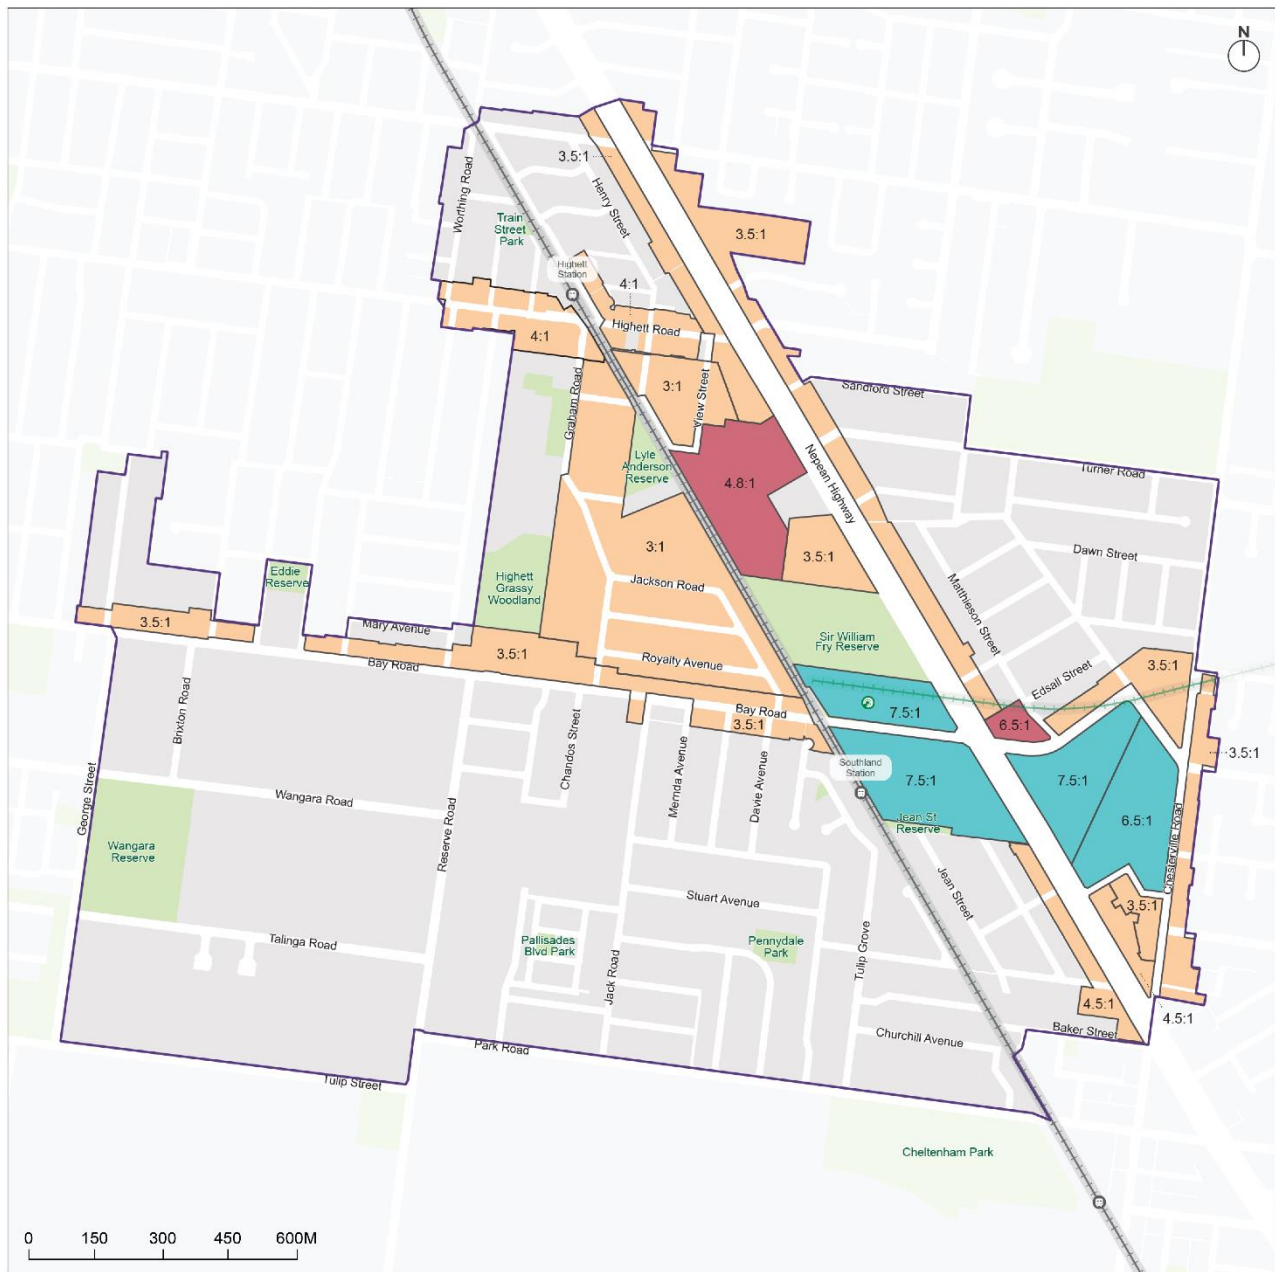 N
3.5:1
Worthing Road
Henry Street
Train
Street
Park
3.5:1
Highett
Station
4:1
Highett Road
4:1
Graham Road
3:1
View Street
Sandford Street
Lyle
Anderson
Reserve
4.8:1
Nepean Highway
Turner Road
3:1
3.5:1
Dawn Street
Eddie
Reserve
Highett
Grassy
Woodland
Jackson Road
Matthieson Street
3.5:1
Mary Avenue
3.5:1
Sir William
Fry Reserve
Bay Road
Royalty Avenue
Edsall Street
3.5:1
Brixton Road
Chandos Street
Bay Road
3.5:1
7.5:1
6.5:1
3.5:1
George Street
Wangara Road
Mernda Avenue
Davie Avenue
Southland
Station
7.5:1
7.5:1
6.5:1
Wangara
Reserve
Reserve Road
Jean St
Reserve
Chesterville Road
Stuart Avenue
Jean Street
3.5:1
Talinga Road
Pallisades
Blvd Park
Jack Road
Pennydale
Park
Tulip Grove
4.5:1
4.5:1
Churchill Avenue
Baker Street
Park Road
Tulip Street
Cheltenham Park
0 150 300 450 600M